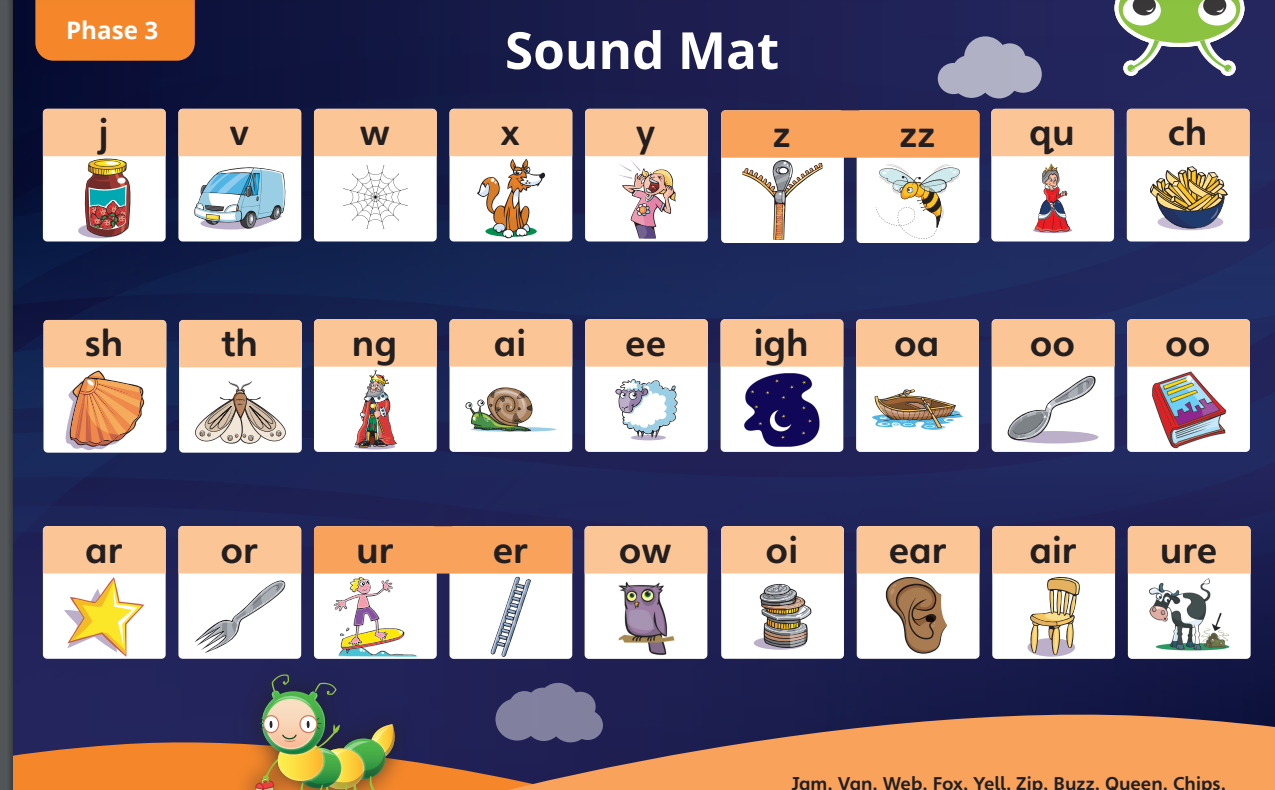 Phase 3
Sound Mat
j v w x y z zz qu ch
sh th ng ai ee igh oa oo oo
ar or ur er ow oi ear air ure
Jam, Van, Web, Fox, Yell, Zip, Buzz, Queen, Chips,